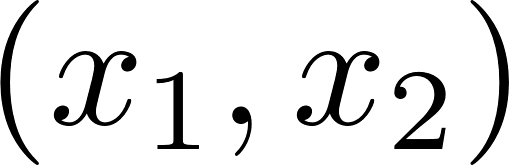 (x₁, x₂)